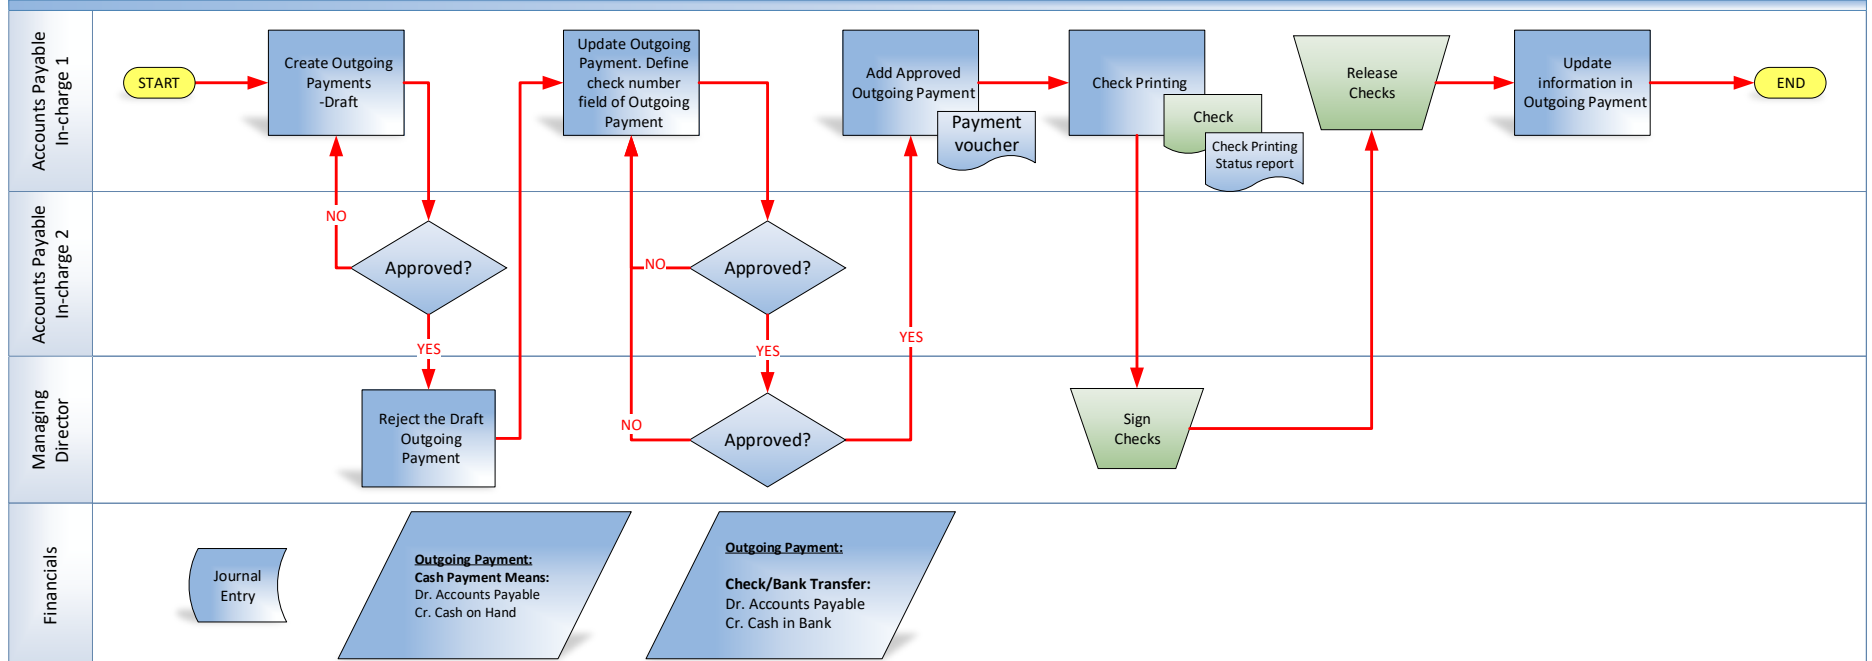 Accounts Payable
In-charge 1
START
Create Outgoing
Payments
-Draft
Update Outgoing
Payment. Define
check number
field of Outgoing
Payment
Add Approved
Outgoing Payment
Payment
voucher
Check Printing
Check
Check Printing
Status report
Release
Checks
Update
information in
Outgoing Payment
END
Accounts Payable
In-charge 2
NO
Approved?
YES
NO
Approved?
YES
YES
Managing
Director
Reject the Draft
Outgoing
Payment
NO
Approved?
Sign
Checks
Financials
Journal
Entry
Outgoing Payment:
Cash Payment Means:
Dr. Accounts Payable
Cr. Cash on Hand
Outgoing Payment:
Check/Bank Transfer:
Dr. Accounts Payable
Cr. Cash in Bank